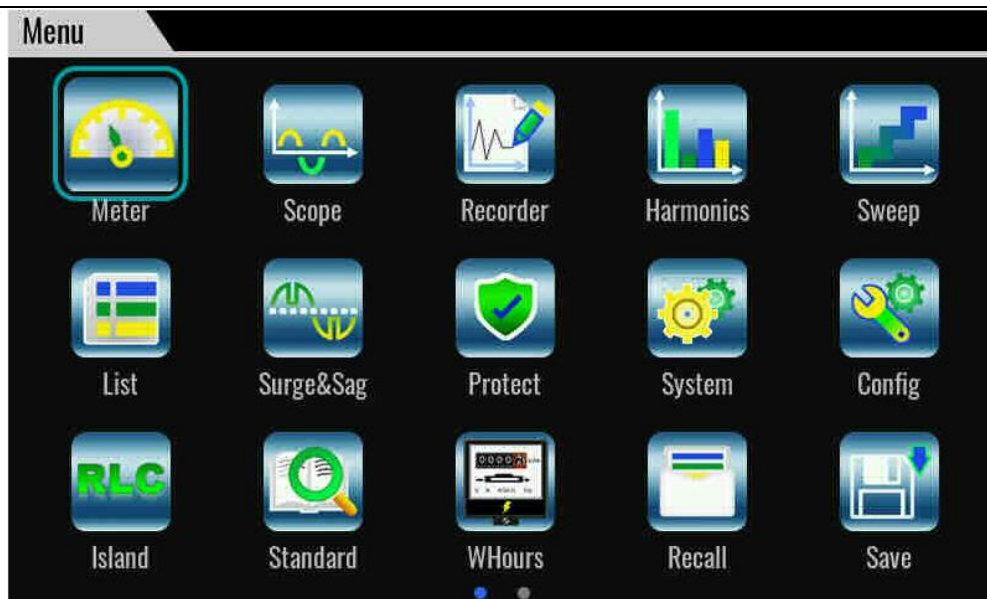 Menu
Meter Scope Recorder Harmonics Sweep
List Surge&Sag Protect System Config
RLC
Island Standard WHours Recall Save